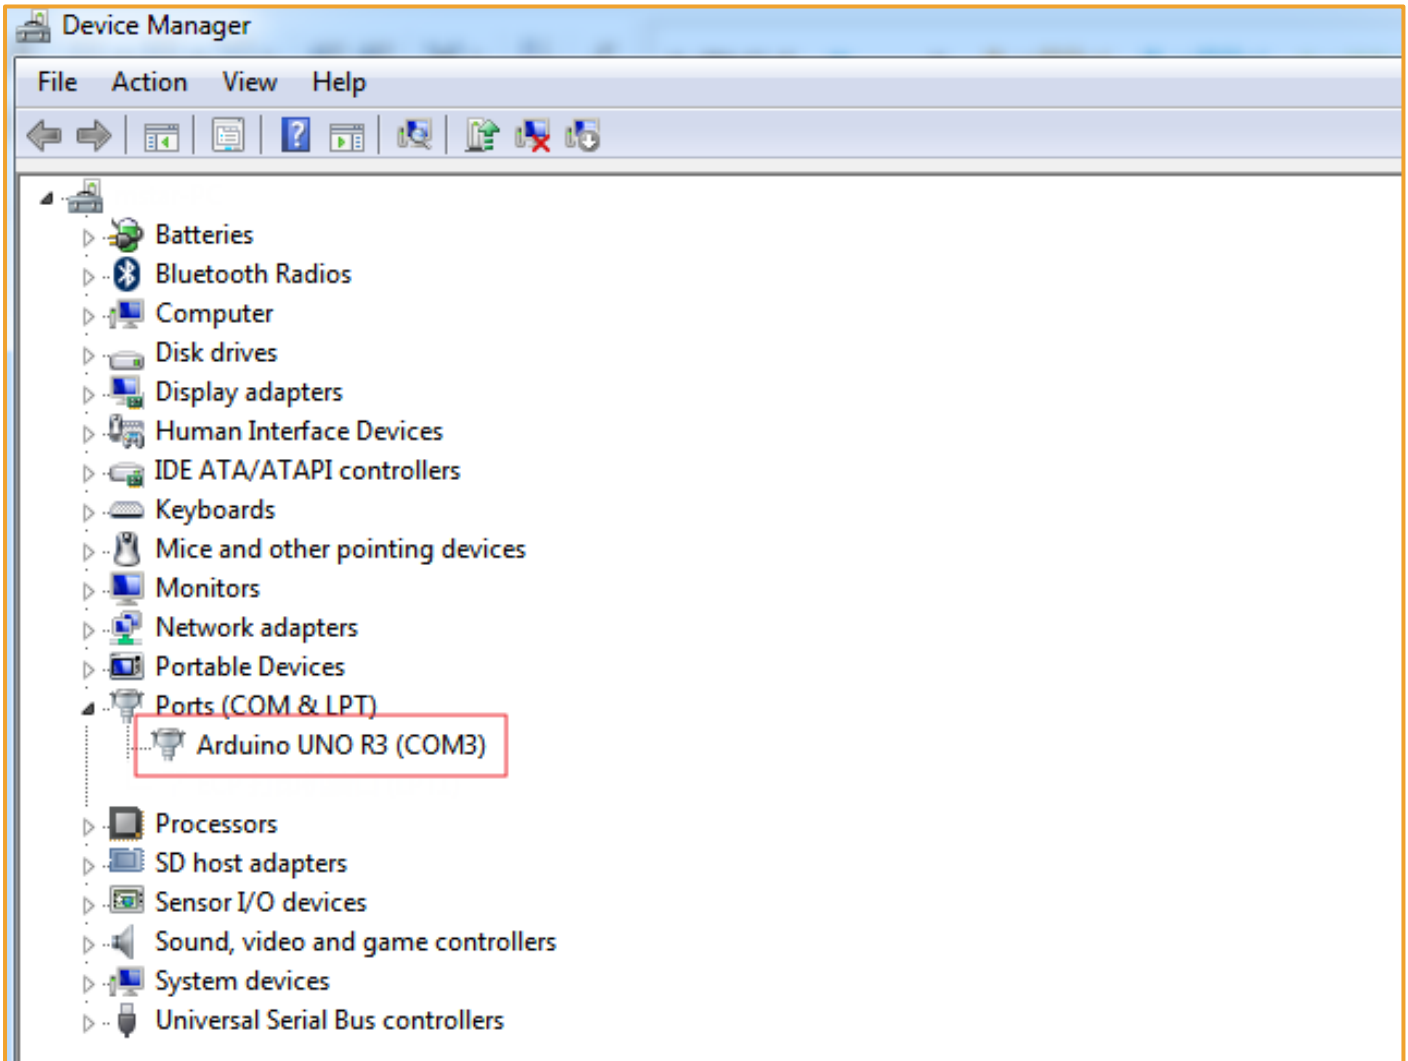 Device Manager
File Action View Help
Batteries
Bluetooth Radios
Computer
Disk drives
Display adapters
Human Interface Devices
IDE ATA/ATAPI controllers
Keyboards
Mice and other pointing devices
Monitors
Network adapters
Portable Devices
Ports (COM & LPT)
Arduino UNO R3 (COM3)
Processors
SD host adapters
Sensor I/O devices
Sound, video and game controllers
System devices
Universal Serial Bus controllers